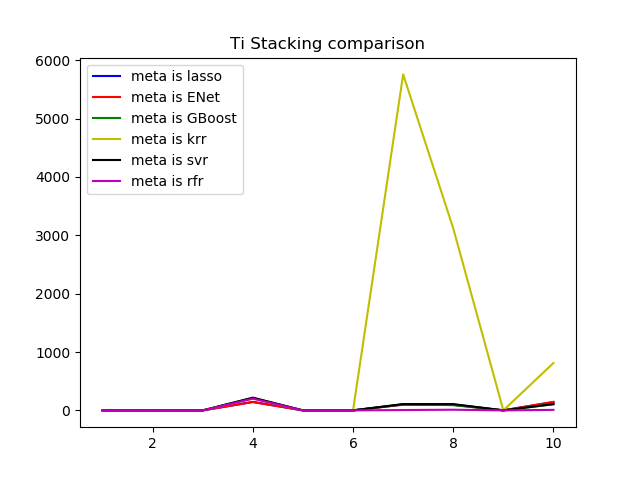 Ti Stacking comparison
6000
5000
4000
3000
2000
1000
0
meta is lasso
meta is ENet
meta is GBoost
meta is krr
meta is svr
meta is rfr
2
4
6
8
10